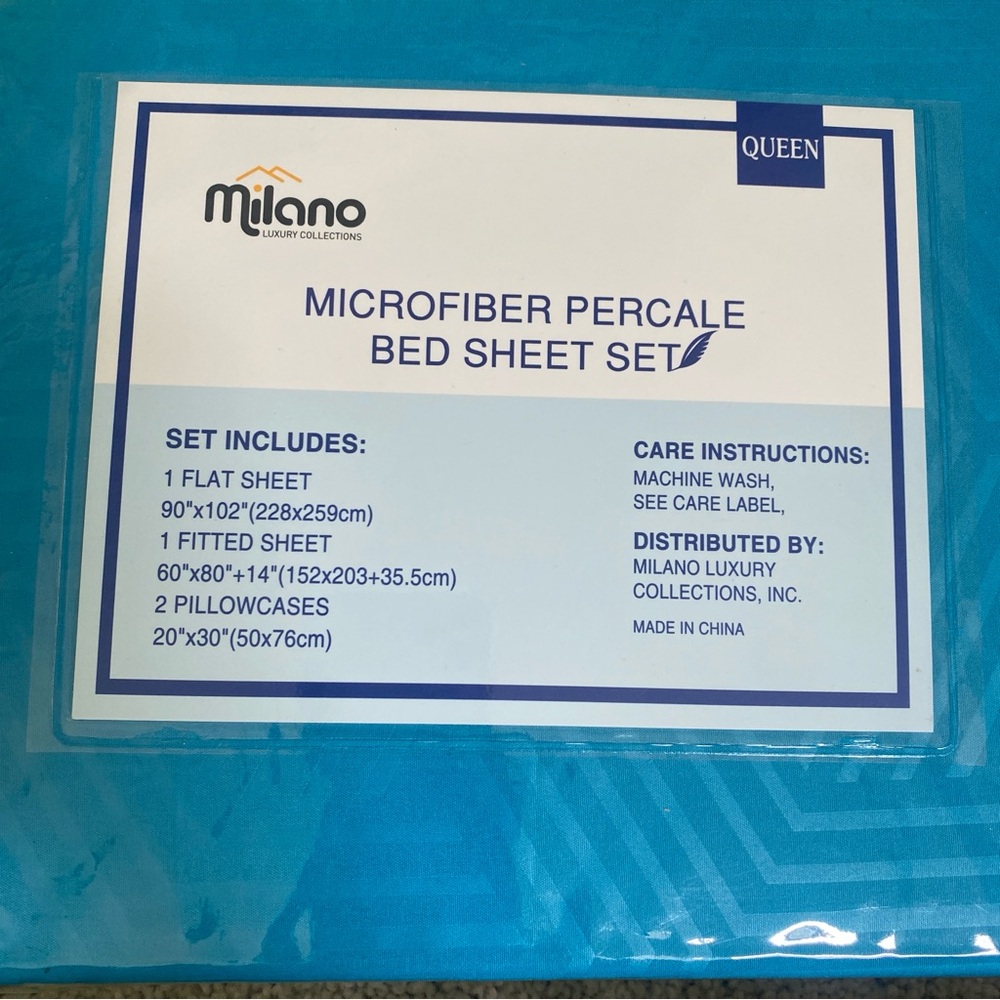 QUEEN
Milano
LUXURY COLLECTIONS
MICROFIBER PERCALE
BED SHEET SET
SET INCLUDES:
1 FLAT SHEET
90"x102"(228x259cm)
1 FITTED SHEET
60"x80"+14"(152x203+35.5cm)
2 PILLOWCASES
20"x30"(50x76cm)
CARE INSTRUCTIONS:
MACHINE WASH,
SEE CARE LABEL,
DISTRIBUTED BY:
MILANO LUXURY
COLLECTIONS, INC.
MADE IN CHINA